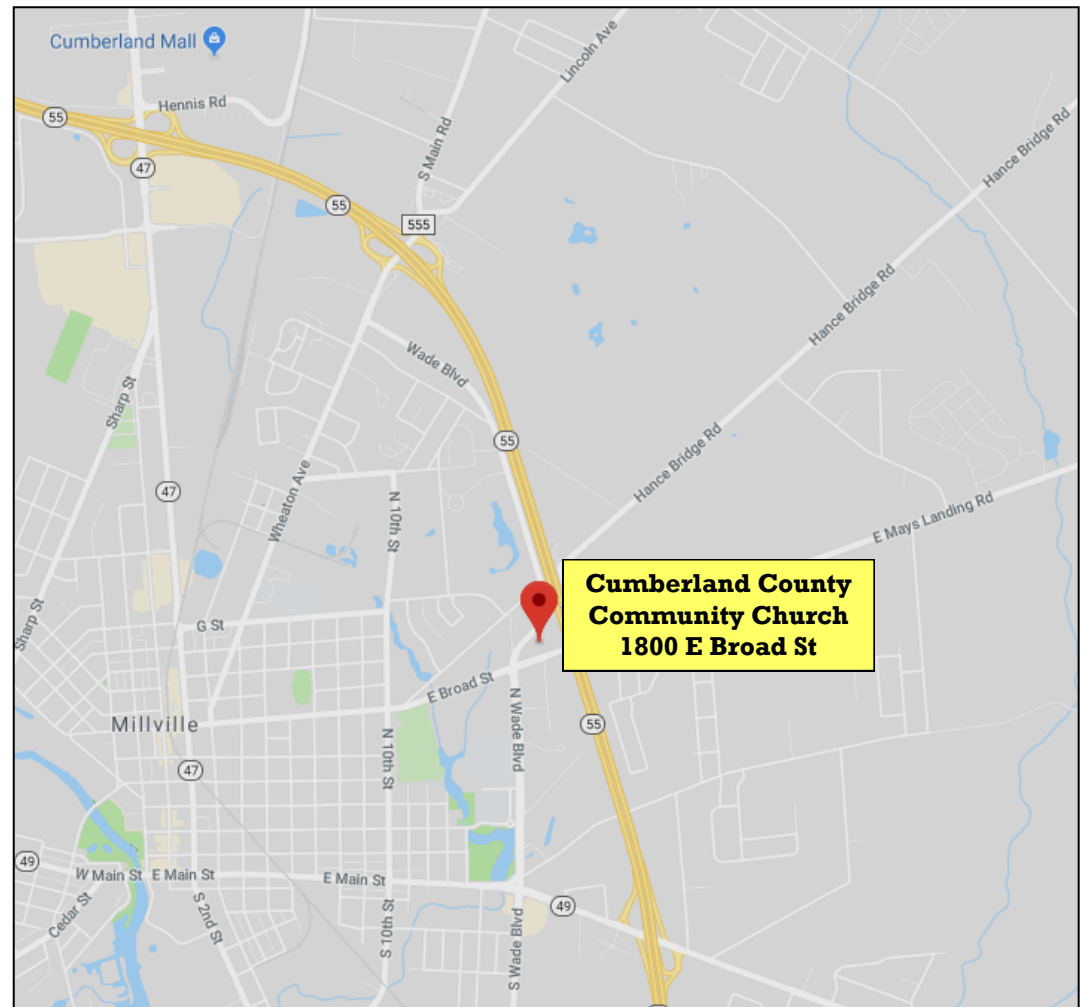 Cumberland Mall
Lincoln Ave
Hennis Rd
55
47
S Main Rd
Hance Bridge Rd
55
555
Hance Bridge Rd
Wade Blvd
Sharp St
55
Hance Bridge Rd
47
Wheaton Ave
N 10th St
E Mays Landing Rd
Cumberland County
Community Church
1800 E Broad St
Sharp St
G St
E Broad St
N Wade Blvd
Millville
55
N 10th St
47
49
W Main St
E Main St
E Main St
49
Cedar St
S 2nd St
S 10th St
S Wade Blvd